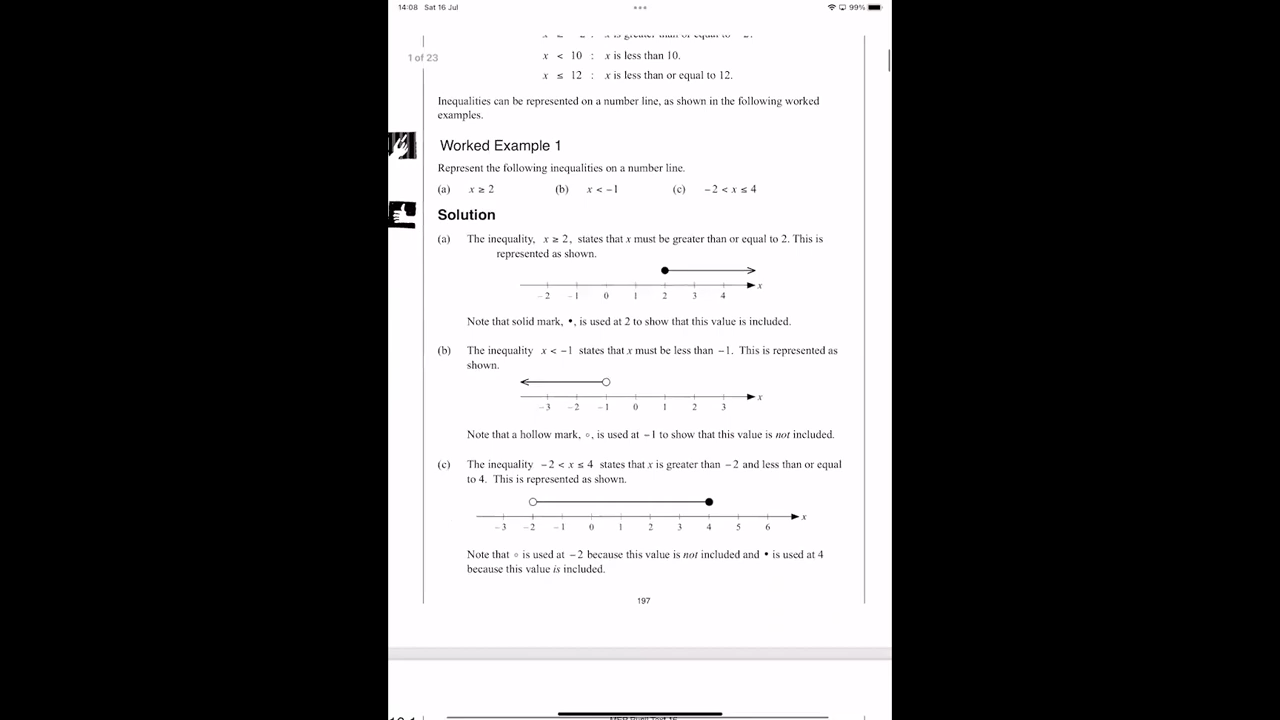 14:08 Sat 16 Jul
99%
1 of 23
x < 10 : x is less than 10.
x ≤ 12 : x is less than or equal to 12.
Inequalities can be represented on a number line, as shown in the following worked
examples.
Worked Example 1
Represent the following inequalities on a number line.
(a) x ≥ 2 (b) x < −1 (c) −2 < x ≤ 4
Solution
(a) The inequality, x ≥ 2, states that x must be greater than or equal to 2. This is
represented as shown.
x
−2 −1 0 1 2 3 4
Note that solid mark, •, is used at 2 to show that this value is included.
(b) The inequality x < −1 states that x must be less than −1. This is represented as
shown.
x
−3 −2 −1 0 1 2 3
Note that a hollow mark, ∘, is used at −1 to show that this value is not included.
(c) The inequality −2 < x ≤ 4 states that x is greater than −2 and less than or equal
to 4. This is represented as shown.
x
−3 −2 −1 0 1 2 3 4 5 6
Note that ∘ is used at −2 because this value is not included and • is used at 4
because this value is included.
197